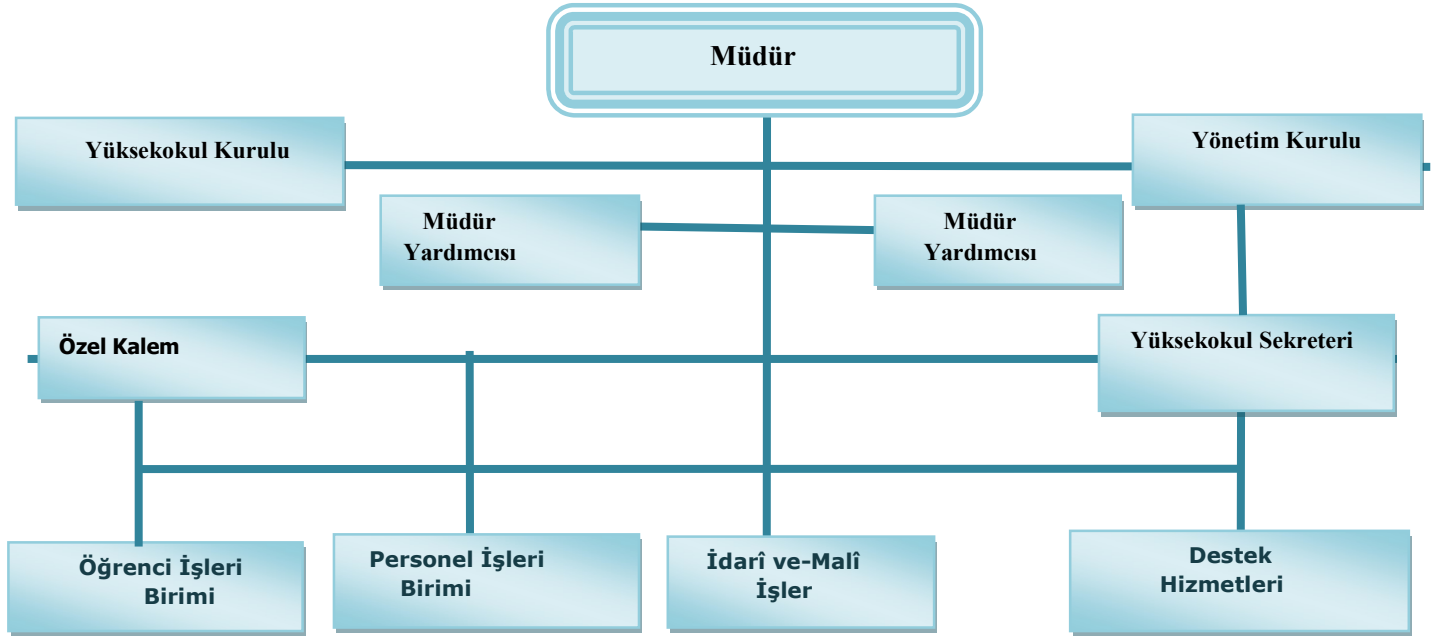 Müdür
Yüksekokul Kurulu
Yönetim Kurulu
Müdür
Yardımcısı
Müdür
Yardımcısı
Özel Kalem
Yüksekokul Sekreteri
Öğrenci İşleri
Birimi
Personel İşleri
Birimi
İdarî ve-Malî
İşler
Destek
Hizmetleri